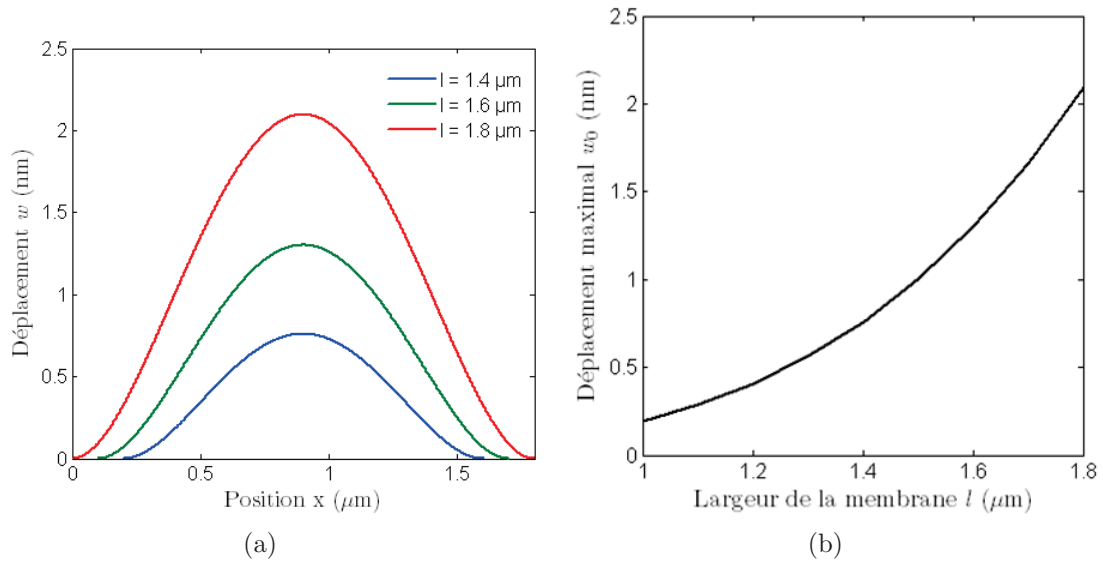 2.5
2
1.5
1
0.5
0
0
0.5
1
1.5
Déplacement w (nm)
Position x (μm)
l = 1.4 μm
l = 1.6 μm
l = 1.8 μm
(a)
2.5
2
1.5
1
0.5
0
1
1.2
1.4
1.6
1.8
Déplacement maximal w₀ (nm)
Largeur de la membrane l (μm)
(b)